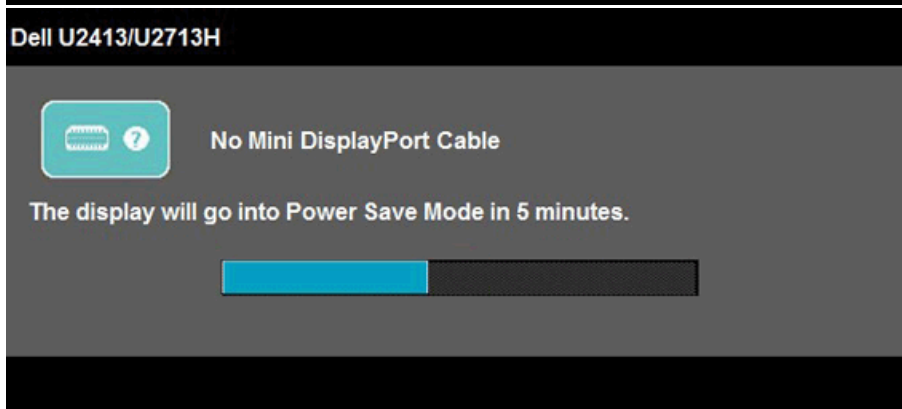 Dell U2413/U2713H
?
No Mini DisplayPort Cable
The display will go into Power Save Mode in 5 minutes.